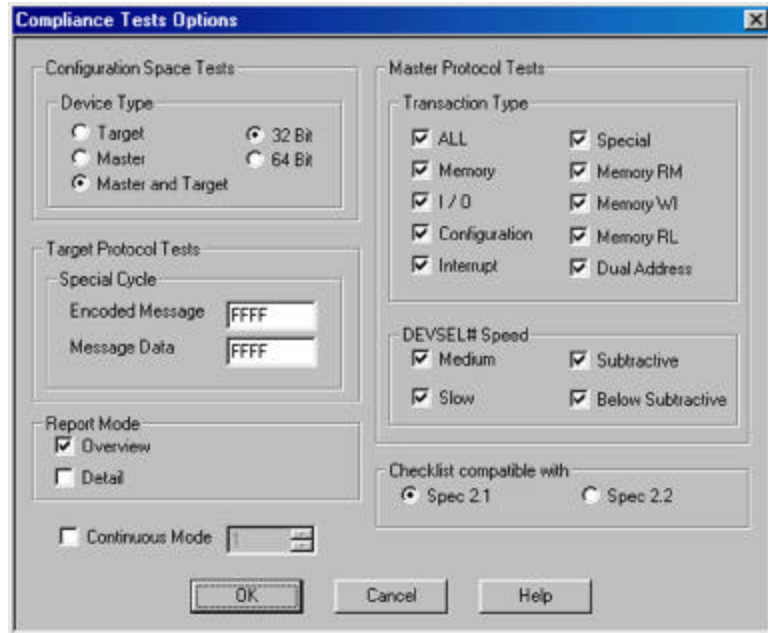 Compliance Tests Options
Configuration Space Tests
Device Type
Target
32 Bit
Master
64 Bit
Master and Target
Target Protocol Tests
Special Cycle
Encoded Message
FFFF
Message Data
FFFF
Report Mode
Overview
Detail
Continuous Mode
1
Master Protocol Tests
Transaction Type
ALL
Special
Memory
Memory RM
I / O
Memory WI
Configuration
Memory RL
Interrupt
Dual Address
DEVSEL# Speed
Medium
Subtractive
Slow
Below Subtractive
Checklist compatible with
Spec 2.1
Spec 2.2
OK
Cancel
Help